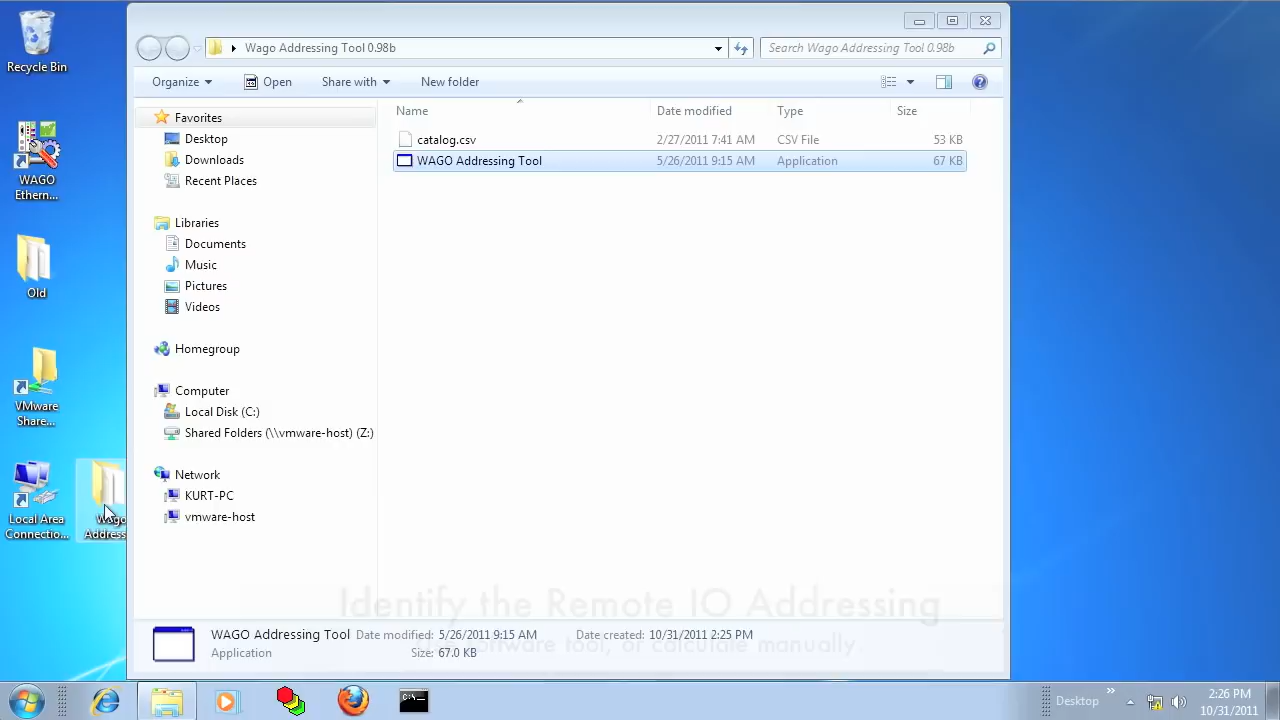 Recycle Bin
WAGO
Ethern...
Old
VMware
Share...
Local Area
Connectio...
Wago
Address
Wago Addressing Tool 0.98b
Search Wago Addressing Tool 0.98b
Organize
Open
Share with
New folder
Favorites
Desktop
Downloads
Recent Places
Libraries
Documents
Music
Pictures
Videos
Homegroup
Computer
Local Disk (C:)
Shared Folders (\\vmware-host) (Z:)
Network
KURT-PC
vmware-host
Name Date modified Type Size
catalog.csv 2/27/2011 7:41 AM CSV File 53 KB
WAGO Addressing Tool 5/26/2011 9:15 AM Application 67 KB
Identify the Remote IO Addressing
software tool, or calculate manually.
WAGO Addressing Tool Date modified: 5/26/2011 9:15 AM Date created: 10/31/2011 2:25 PM
Application Size: 67.0 KB
C:\
Desktop
2:26 PM
10/31/2011